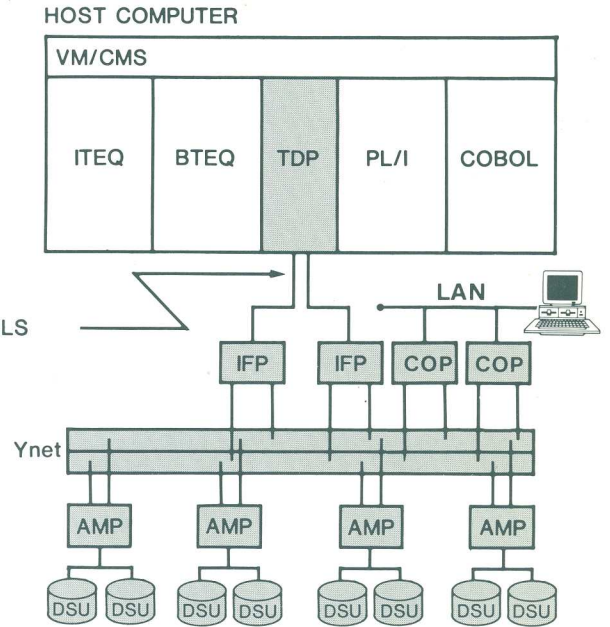 HOST COMPUTER
VM/CMS
ITEQ BTEQ TDP PL/I COBOL
LAN
LS
IFP IFP COP COP
Ynet
AMP AMP AMP AMP
DSU DSU DSU DSU DSU DSU DSU DSU